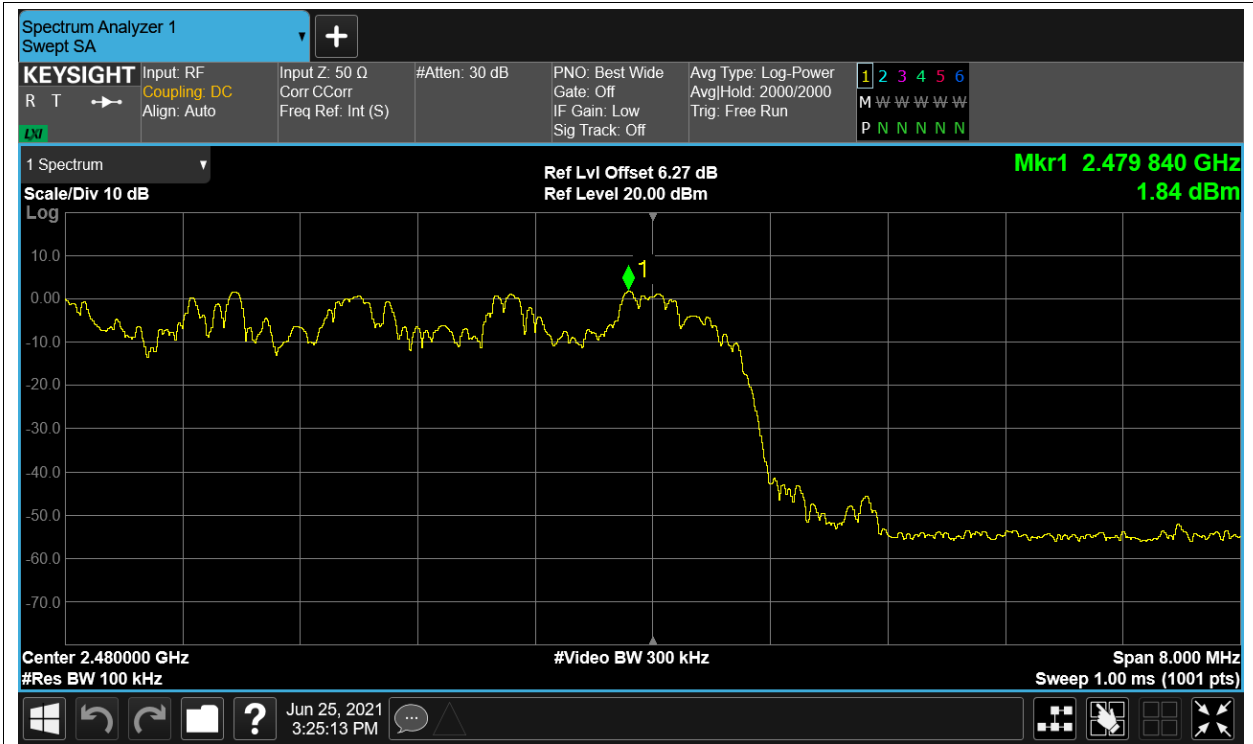 Spectrum Analyzer 1
Swept SA
KEYSIGHT
R T
LXI
Input: RF
Coupling: DC
Align: Auto
Input Z: 50 Ω
Corr CCorr
Freq Ref: Int (S)
#Atten: 30 dB
PNO: Best Wide
Gate: Off
IF Gain: Low
Sig Track: Off
Avg Type: Log-Power
Avg|Hold: 2000/2000
Trig: Free Run
1 2 3 4 5 6
M W W W W W
P N N N N N
1 Spectrum
Scale/Div 10 dB
Log
Ref Lvl Offset 6.27 dB
Ref Level 20.00 dBm
Mkr1 2.479 840 GHz
1.84 dBm
10.0
1
0.00
-10.0
-20.0
-30.0
-40.0
-50.0
-60.0
-70.0
Center 2.480000 GHz
#Res BW 100 kHz
#Video BW 300 kHz
Span 8.000 MHz
Sweep 1.00 ms (1001 pts)
?
Jun 25, 2021
3:25:13 PM